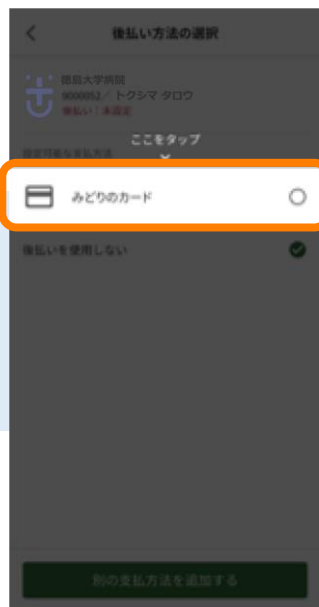 後払い方法の選択
徳島大学病院
9000052／ トクシマ タロウ
後払い：未設定
ここをタップ
設定可能な支払方法
みどりのカード
後払いを使用しない
別の支払方法を追加する